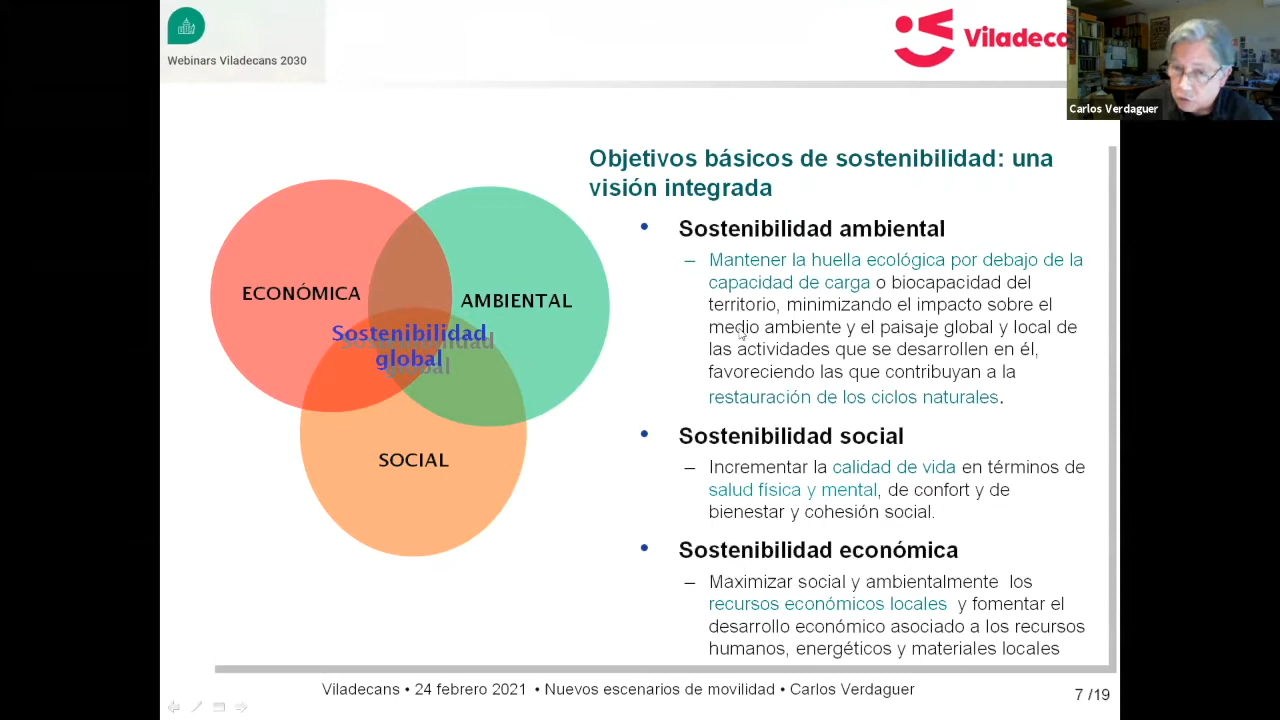 Webinars Viladecans 2030
Viladeca
Carlos Verdaguer
Objetivos básicos de sostenibilidad: una
visión integrada
ECONÓMICA
AMBIENTAL
Sostenibilidad
global
SOCIAL
• Sostenibilidad ambiental
– Mantener la huella ecológica por debajo de la
capacidad de carga o biocapacidad del
territorio, minimizando el impacto sobre el
medio ambiente y el paisaje global y local de
las actividades que se desarrollen en él,
favoreciendo las que contribuyan a la
restauración de los ciclos naturales.
• Sostenibilidad social
– Incrementar la calidad de vida en términos de
salud física y mental, de confort y de
bienestar y cohesión social.
• Sostenibilidad económica
– Maximizar social y ambientalmente los
recursos económicos locales y fomentar el
desarrollo económico asociado a los recursos
humanos, energéticos y materiales locales
Viladecans • 24 febrero 2021 • Nuevos escenarios de movilidad • Carlos Verdaguer
7 /19